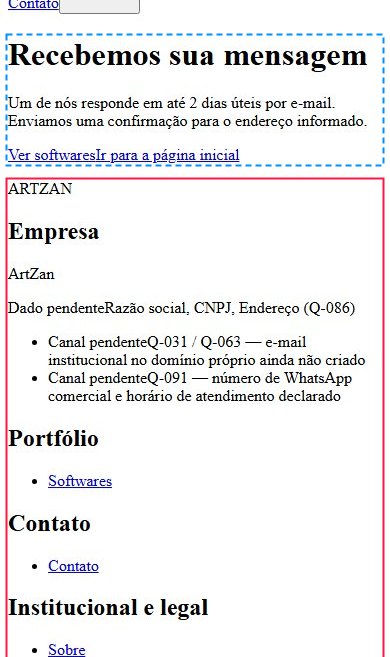 Contato
Recebemos sua mensagem
Um de nós responde em até 2 dias úteis por e-mail.
Enviamos uma confirmação para o endereço informado.
Ver softwaresIr para a página inicial
ARTZAN
Empresa
ArtZan
Dado pendenteRazão social, CNPJ, Endereço (Q-086)
Canal pendenteQ-031 / Q-063 — e-mail
institucional no domínio próprio ainda não criado
Canal pendenteQ-091 — número de WhatsApp
comercial e horário de atendimento declarado
Portfólio
Softwares
Contato
Contato
Institucional e legal
Sobre